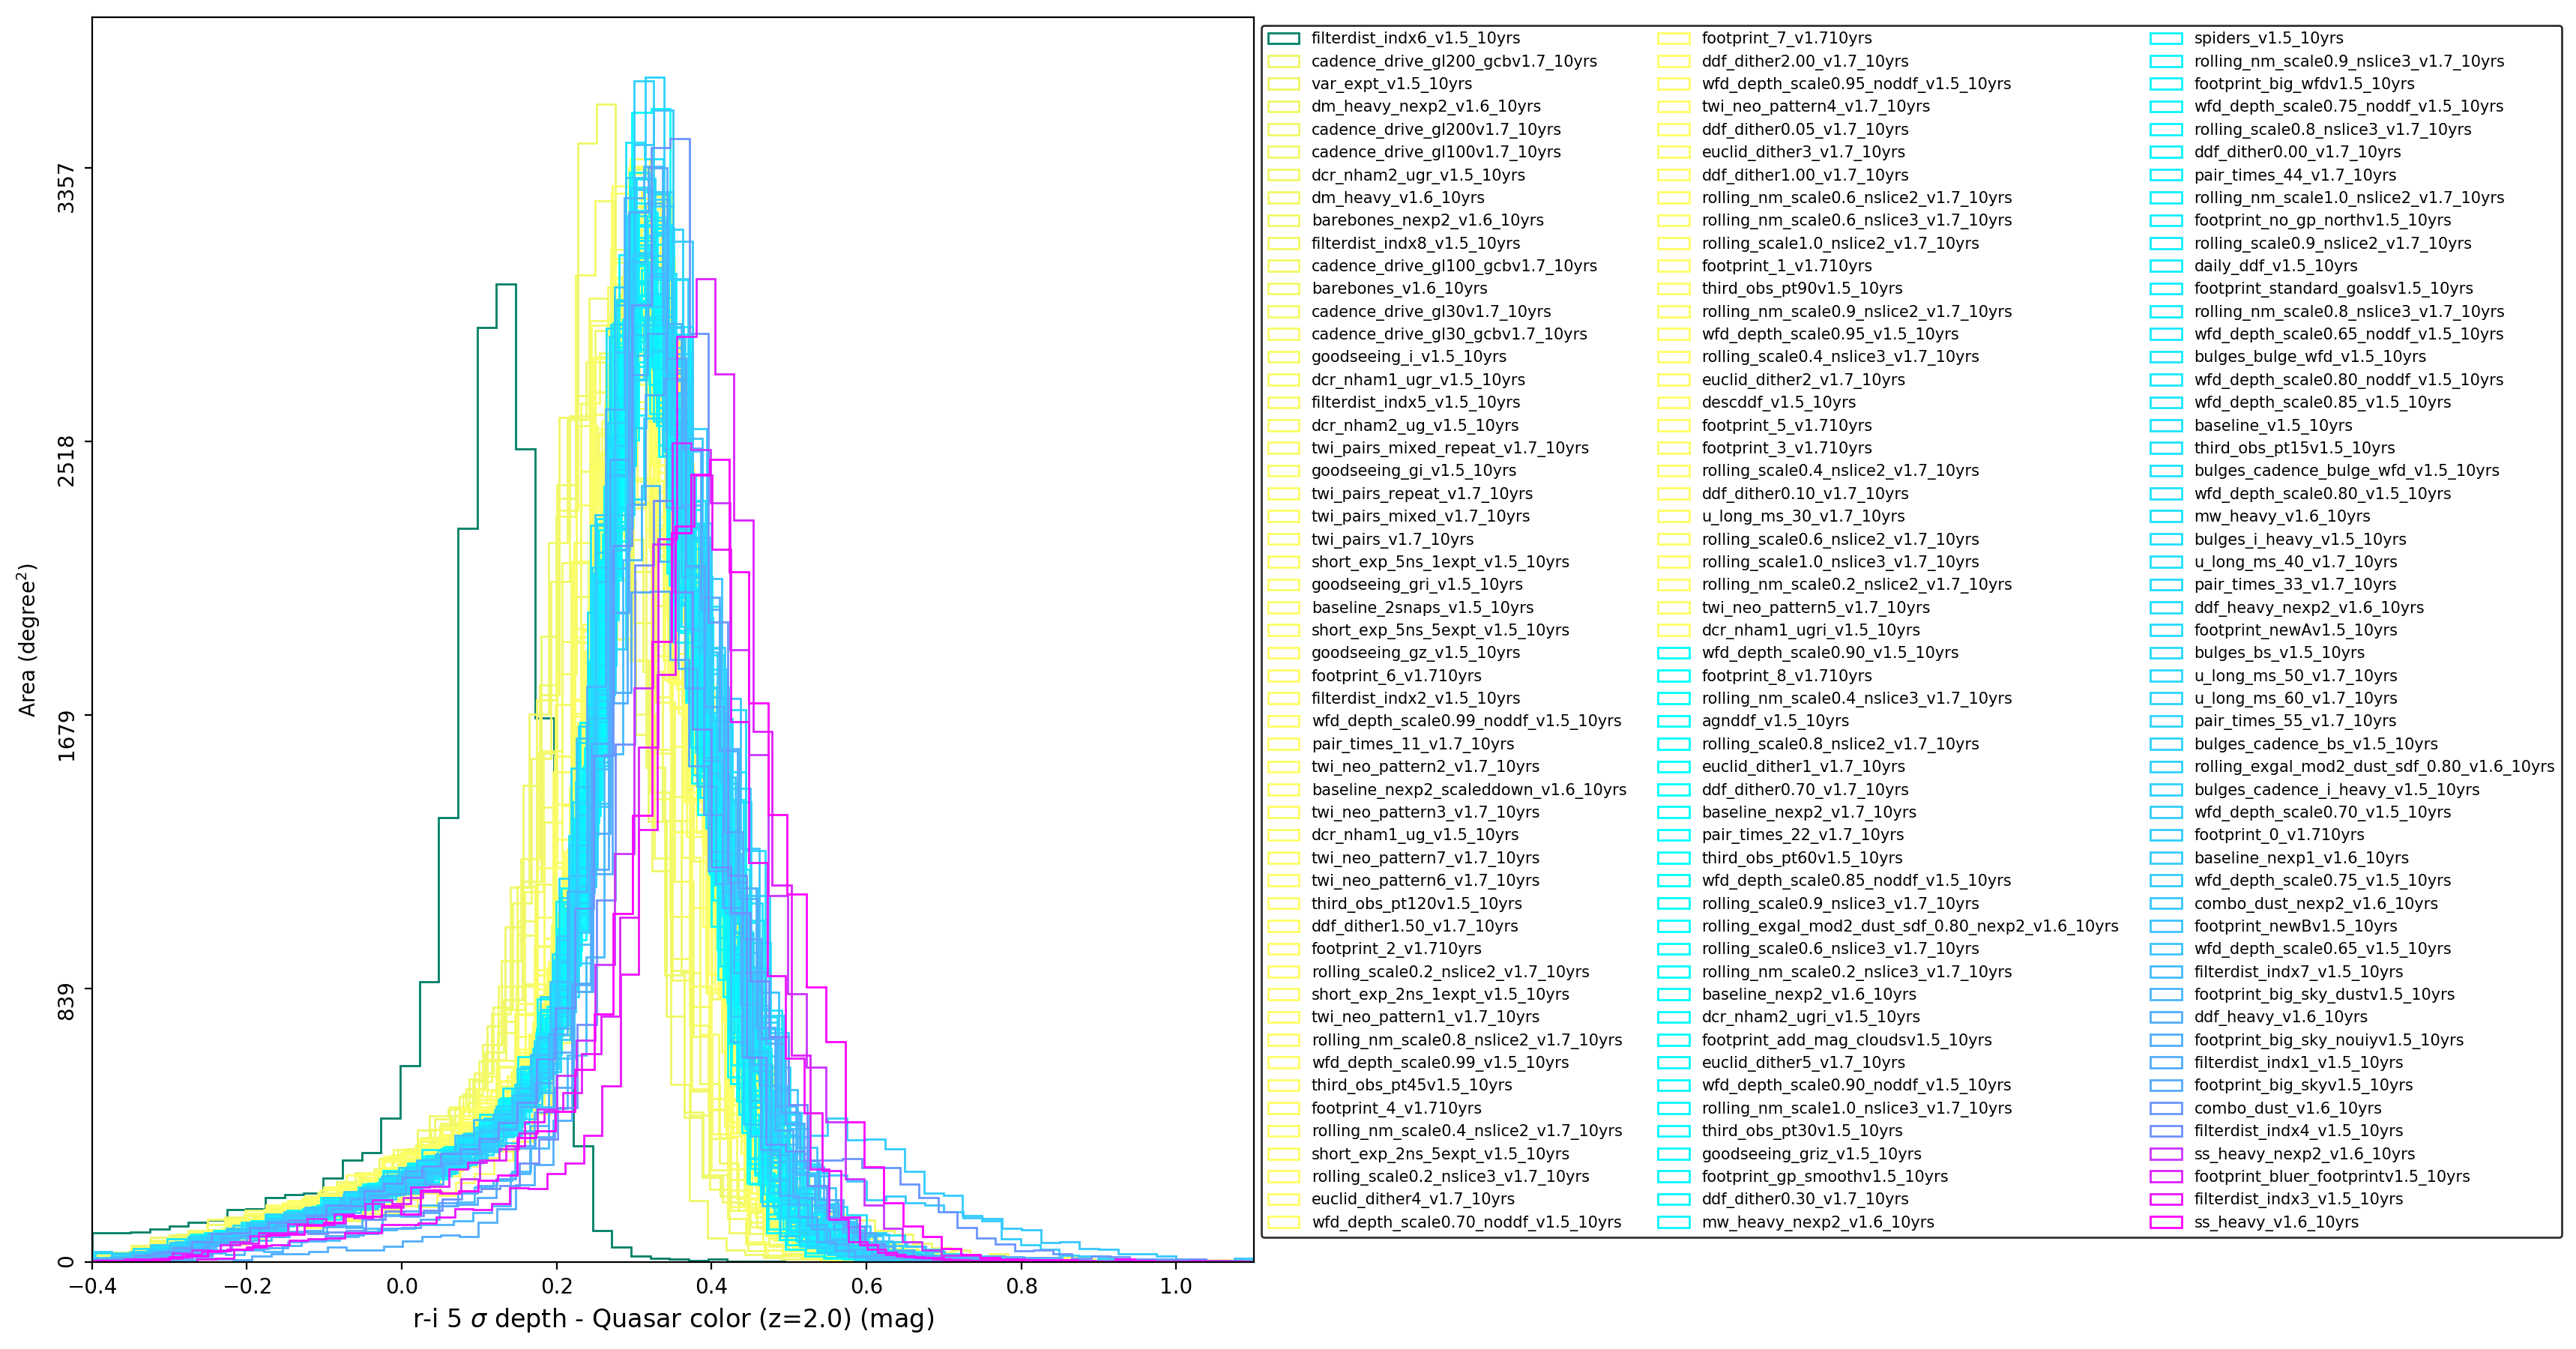 3357
2518
1679
839
0
Area (degree²)
−0.4
−0.2
0.0
0.2
0.4
0.6
0.8
1.0
r-i 5 σ depth - Quasar color (z=2.0) (mag)
filterdist_indx6_v1.5_10yrs
cadence_drive_gl200_gcbv1.7_10yrs
var_expt_v1.5_10yrs
dm_heavy_nexp2_v1.6_10yrs
cadence_drive_gl200v1.7_10yrs
cadence_drive_gl100v1.7_10yrs
dcr_nham2_ugr_v1.5_10yrs
dm_heavy_v1.6_10yrs
barebones_nexp2_v1.6_10yrs
filterdist_indx8_v1.5_10yrs
cadence_drive_gl100_gcbv1.7_10yrs
barebones_v1.6_10yrs
cadence_drive_gl30v1.7_10yrs
cadence_drive_gl30_gcbv1.7_10yrs
goodseeing_i_v1.5_10yrs
dcr_nham1_ugr_v1.5_10yrs
filterdist_indx5_v1.5_10yrs
dcr_nham2_ug_v1.5_10yrs
twi_pairs_mixed_repeat_v1.7_10yrs
goodseeing_gi_v1.5_10yrs
twi_pairs_repeat_v1.7_10yrs
twi_pairs_mixed_v1.7_10yrs
twi_pairs_v1.7_10yrs
short_exp_5ns_1expt_v1.5_10yrs
goodseeing_gri_v1.5_10yrs
baseline_2snaps_v1.5_10yrs
short_exp_5ns_5expt_v1.5_10yrs
goodseeing_gz_v1.5_10yrs
footprint_6_v1.710yrs
filterdist_indx2_v1.5_10yrs
wfd_depth_scale0.99_noddf_v1.5_10yrs
pair_times_11_v1.7_10yrs
twi_neo_pattern2_v1.7_10yrs
baseline_nexp2_scaleddown_v1.6_10yrs
twi_neo_pattern3_v1.7_10yrs
dcr_nham1_ug_v1.5_10yrs
twi_neo_pattern7_v1.7_10yrs
twi_neo_pattern6_v1.7_10yrs
third_obs_pt120v1.5_10yrs
ddf_dither1.50_v1.7_10yrs
footprint_2_v1.710yrs
rolling_scale0.2_nslice2_v1.7_10yrs
short_exp_2ns_1expt_v1.5_10yrs
twi_neo_pattern1_v1.7_10yrs
rolling_nm_scale0.8_nslice2_v1.7_10yrs
wfd_depth_scale0.99_v1.5_10yrs
third_obs_pt45v1.5_10yrs
footprint_4_v1.710yrs
rolling_nm_scale0.4_nslice2_v1.7_10yrs
short_exp_2ns_5expt_v1.5_10yrs
rolling_scale0.2_nslice3_v1.7_10yrs
euclid_dither4_v1.7_10yrs
wfd_depth_scale0.70_noddf_v1.5_10yrs
footprint_7_v1.710yrs
ddf_dither2.00_v1.7_10yrs
wfd_depth_scale0.95_noddf_v1.5_10yrs
twi_neo_pattern4_v1.7_10yrs
ddf_dither0.05_v1.7_10yrs
euclid_dither3_v1.7_10yrs
ddf_dither1.00_v1.7_10yrs
rolling_nm_scale0.6_nslice2_v1.7_10yrs
rolling_nm_scale0.6_nslice3_v1.7_10yrs
rolling_scale1.0_nslice2_v1.7_10yrs
footprint_1_v1.710yrs
third_obs_pt90v1.5_10yrs
rolling_nm_scale0.9_nslice2_v1.7_10yrs
wfd_depth_scale0.95_v1.5_10yrs
rolling_scale0.4_nslice3_v1.7_10yrs
euclid_dither2_v1.7_10yrs
descddf_v1.5_10yrs
footprint_5_v1.710yrs
footprint_3_v1.710yrs
rolling_scale0.4_nslice2_v1.7_10yrs
ddf_dither0.10_v1.7_10yrs
u_long_ms_30_v1.7_10yrs
rolling_scale0.6_nslice2_v1.7_10yrs
rolling_scale1.0_nslice3_v1.7_10yrs
rolling_nm_scale0.2_nslice2_v1.7_10yrs
twi_neo_pattern5_v1.7_10yrs
dcr_nham1_ugri_v1.5_10yrs
wfd_depth_scale0.90_v1.5_10yrs
footprint_8_v1.710yrs
rolling_nm_scale0.4_nslice3_v1.7_10yrs
agnddf_v1.5_10yrs
rolling_scale0.8_nslice2_v1.7_10yrs
euclid_dither1_v1.7_10yrs
ddf_dither0.70_v1.7_10yrs
baseline_nexp2_v1.7_10yrs
pair_times_22_v1.7_10yrs
third_obs_pt60v1.5_10yrs
wfd_depth_scale0.85_noddf_v1.5_10yrs
rolling_scale0.9_nslice3_v1.7_10yrs
rolling_exgal_mod2_dust_sdf_0.80_nexp2_v1.6_10yrs
rolling_scale0.6_nslice3_v1.7_10yrs
rolling_nm_scale0.2_nslice3_v1.7_10yrs
baseline_nexp2_v1.6_10yrs
dcr_nham2_ugri_v1.5_10yrs
footprint_add_mag_cloudsv1.5_10yrs
euclid_dither5_v1.7_10yrs
wfd_depth_scale0.90_noddf_v1.5_10yrs
rolling_nm_scale1.0_nslice3_v1.7_10yrs
third_obs_pt30v1.5_10yrs
goodseeing_griz_v1.5_10yrs
footprint_gp_smoothv1.5_10yrs
ddf_dither0.30_v1.7_10yrs
mw_heavy_nexp2_v1.6_10yrs
spiders_v1.5_10yrs
rolling_nm_scale0.9_nslice3_v1.7_10yrs
footprint_big_wfdv1.5_10yrs
wfd_depth_scale0.75_noddf_v1.5_10yrs
rolling_scale0.8_nslice3_v1.7_10yrs
ddf_dither0.00_v1.7_10yrs
pair_times_44_v1.7_10yrs
rolling_nm_scale1.0_nslice2_v1.7_10yrs
footprint_no_gp_northv1.5_10yrs
rolling_scale0.9_nslice2_v1.7_10yrs
daily_ddf_v1.5_10yrs
footprint_standard_goalsv1.5_10yrs
rolling_nm_scale0.8_nslice3_v1.7_10yrs
wfd_depth_scale0.65_noddf_v1.5_10yrs
bulges_bulge_wfd_v1.5_10yrs
wfd_depth_scale0.80_noddf_v1.5_10yrs
wfd_depth_scale0.85_v1.5_10yrs
baseline_v1.5_10yrs
third_obs_pt15v1.5_10yrs
bulges_cadence_bulge_wfd_v1.5_10yrs
wfd_depth_scale0.80_v1.5_10yrs
mw_heavy_v1.6_10yrs
bulges_i_heavy_v1.5_10yrs
u_long_ms_40_v1.7_10yrs
pair_times_33_v1.7_10yrs
ddf_heavy_nexp2_v1.6_10yrs
footprint_newAv1.5_10yrs
bulges_bs_v1.5_10yrs
u_long_ms_50_v1.7_10yrs
u_long_ms_60_v1.7_10yrs
pair_times_55_v1.7_10yrs
bulges_cadence_bs_v1.5_10yrs
rolling_exgal_mod2_dust_sdf_0.80_v1.6_10yrs
bulges_cadence_i_heavy_v1.5_10yrs
wfd_depth_scale0.70_v1.5_10yrs
footprint_0_v1.710yrs
baseline_nexp1_v1.6_10yrs
wfd_depth_scale0.75_v1.5_10yrs
combo_dust_nexp2_v1.6_10yrs
footprint_newBv1.5_10yrs
wfd_depth_scale0.65_v1.5_10yrs
filterdist_indx7_v1.5_10yrs
footprint_big_sky_dustv1.5_10yrs
ddf_heavy_v1.6_10yrs
footprint_big_sky_nouiyv1.5_10yrs
filterdist_indx1_v1.5_10yrs
footprint_big_skyv1.5_10yrs
combo_dust_v1.6_10yrs
filterdist_indx4_v1.5_10yrs
ss_heavy_nexp2_v1.6_10yrs
footprint_bluer_footprintv1.5_10yrs
filterdist_indx3_v1.5_10yrs
ss_heavy_v1.6_10yrs